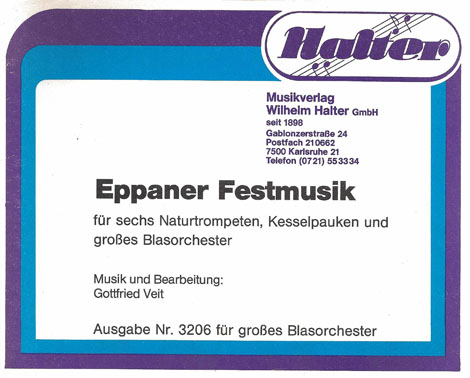 Halter
Musikverlag
Wilhelm Halter GmbH
seit 1898
Gablonzerstraße 24
Postfach 210662
7500 Karlsruhe 21
Telefon (0721) 553334
Eppaner Festmusik
für sechs Naturtrompeten, Kesselpauken und
großes Blasorchester
Musik und Bearbeitung:
Gottfried Veit
Ausgabe Nr. 3206 für großes Blasorchester